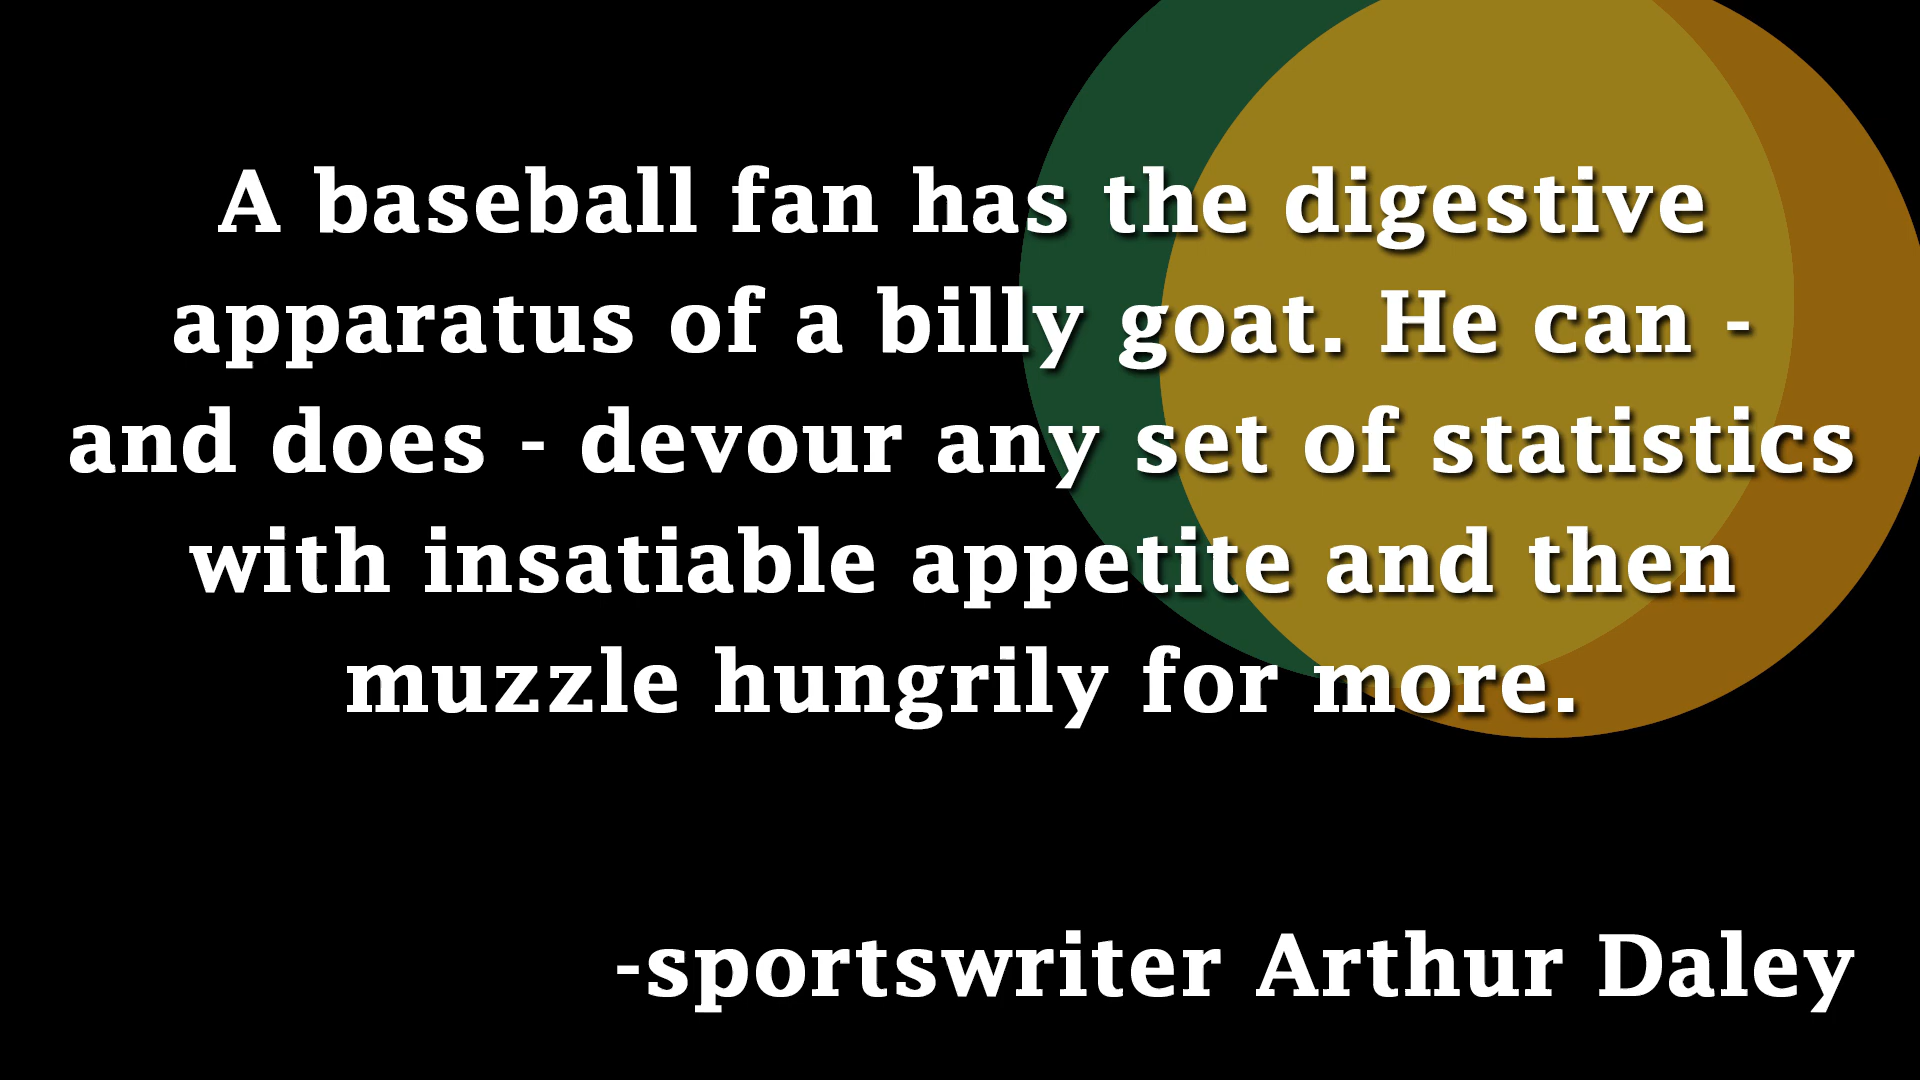 A baseball fan has the digestive
apparatus of a billy goat. He can -
and does - devour any set of statistics
with insatiable appetite and then
muzzle hungrily for more.
-sportswriter Arthur Daley